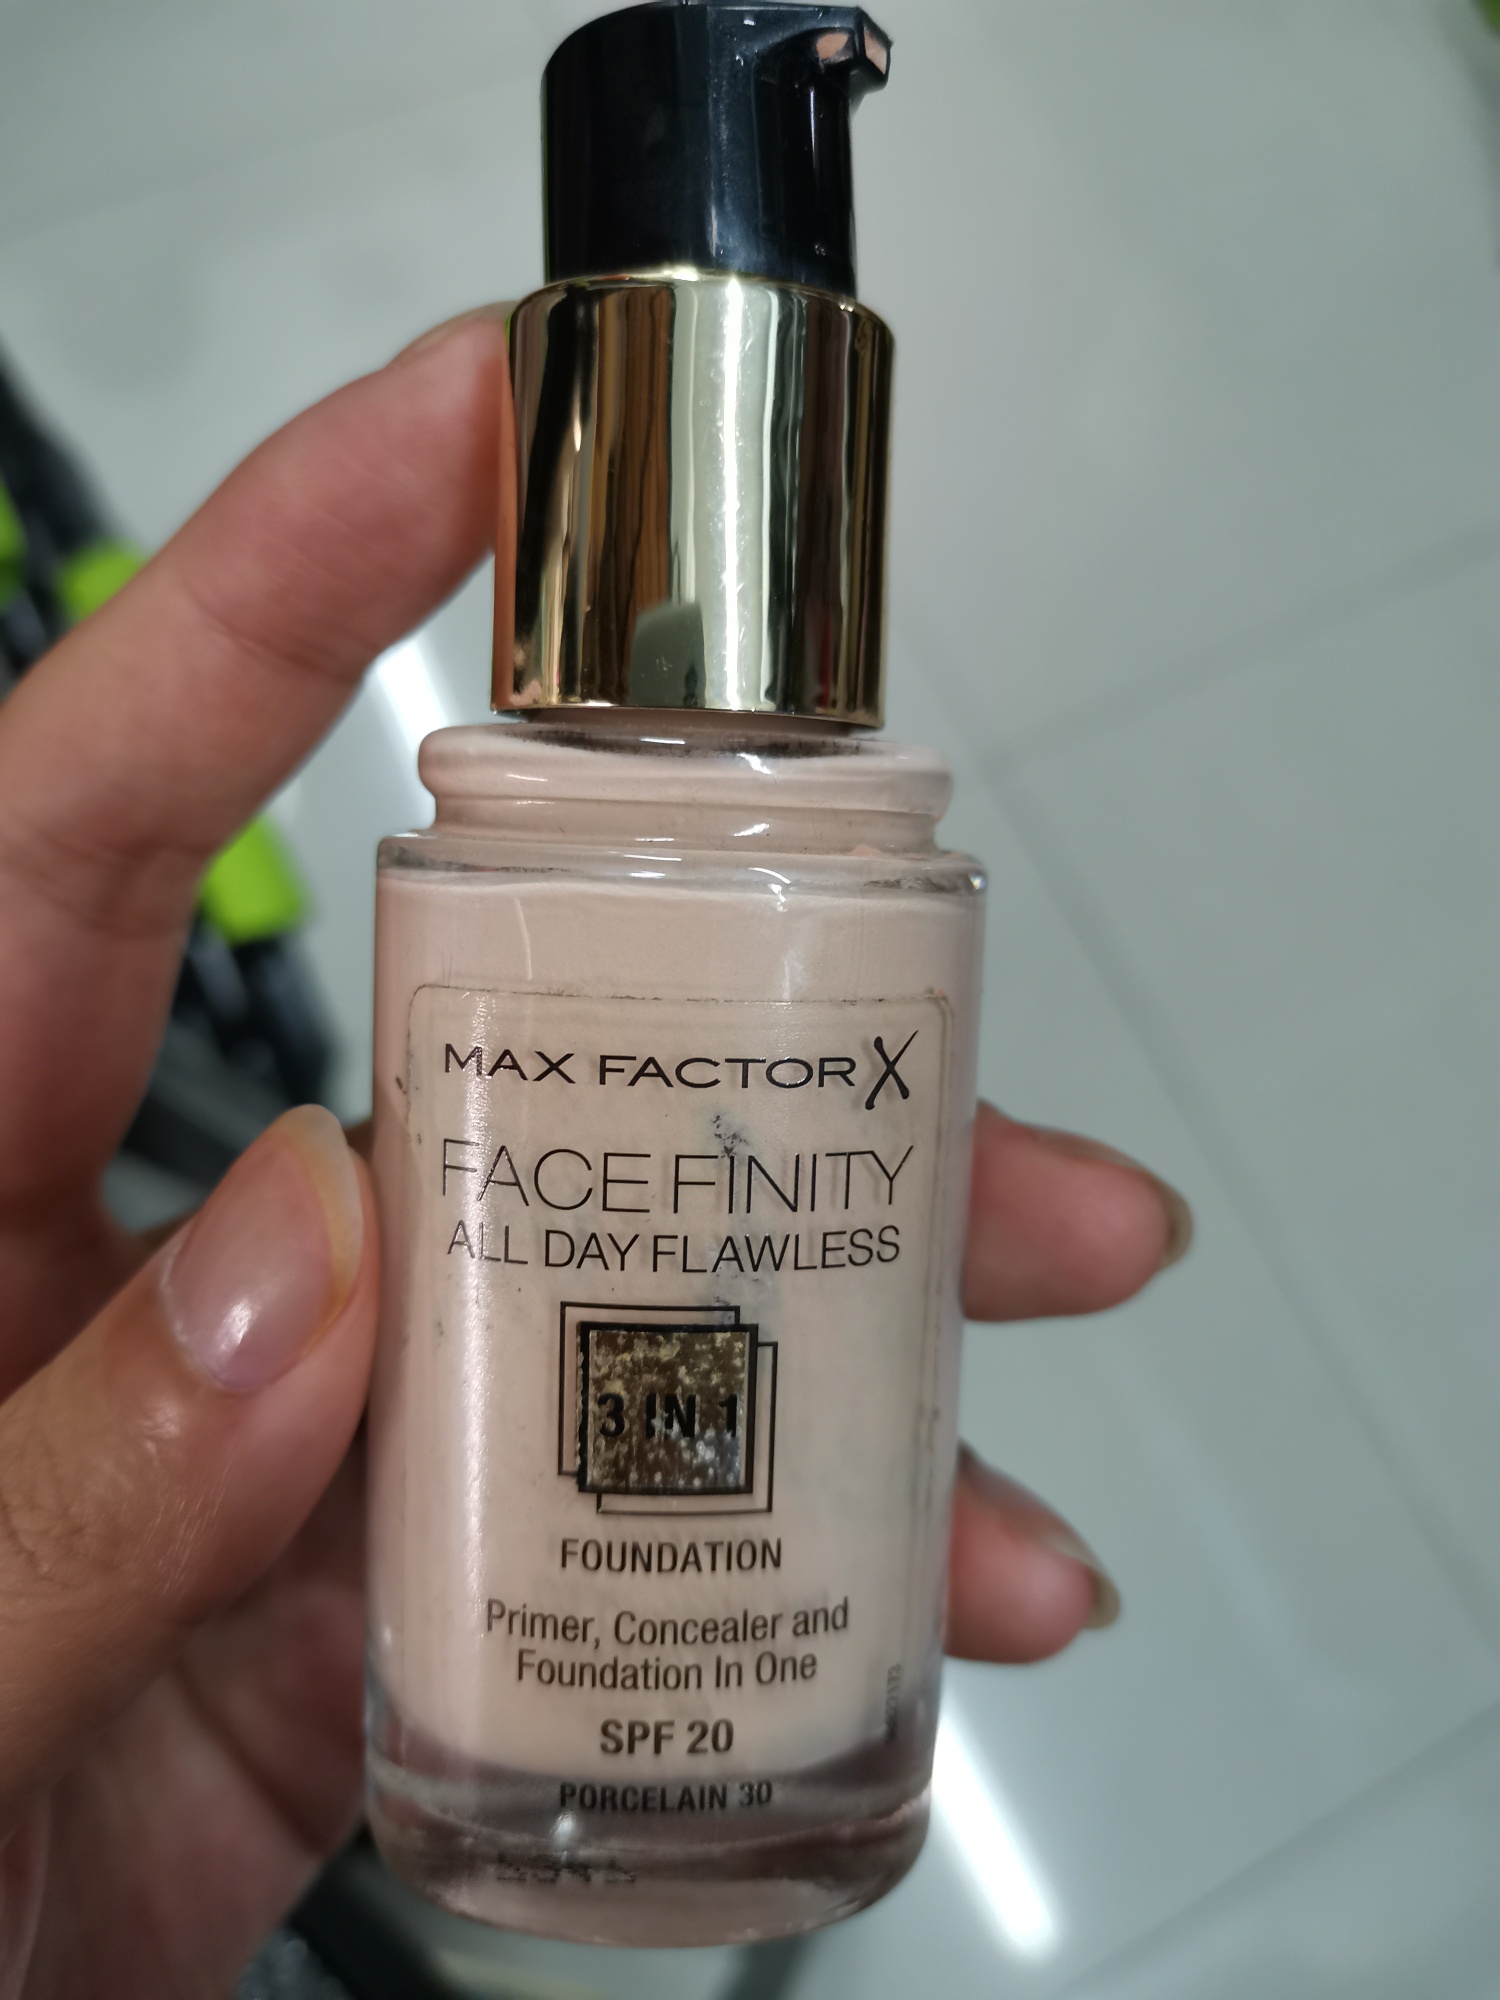 MAX FACTOR X
FACEFINITY
ALL DAY FLAWLESS
3 IN 1
FOUNDATION
Primer, Concealer and
Foundation In One
SPF 20
PORCELAIN 30